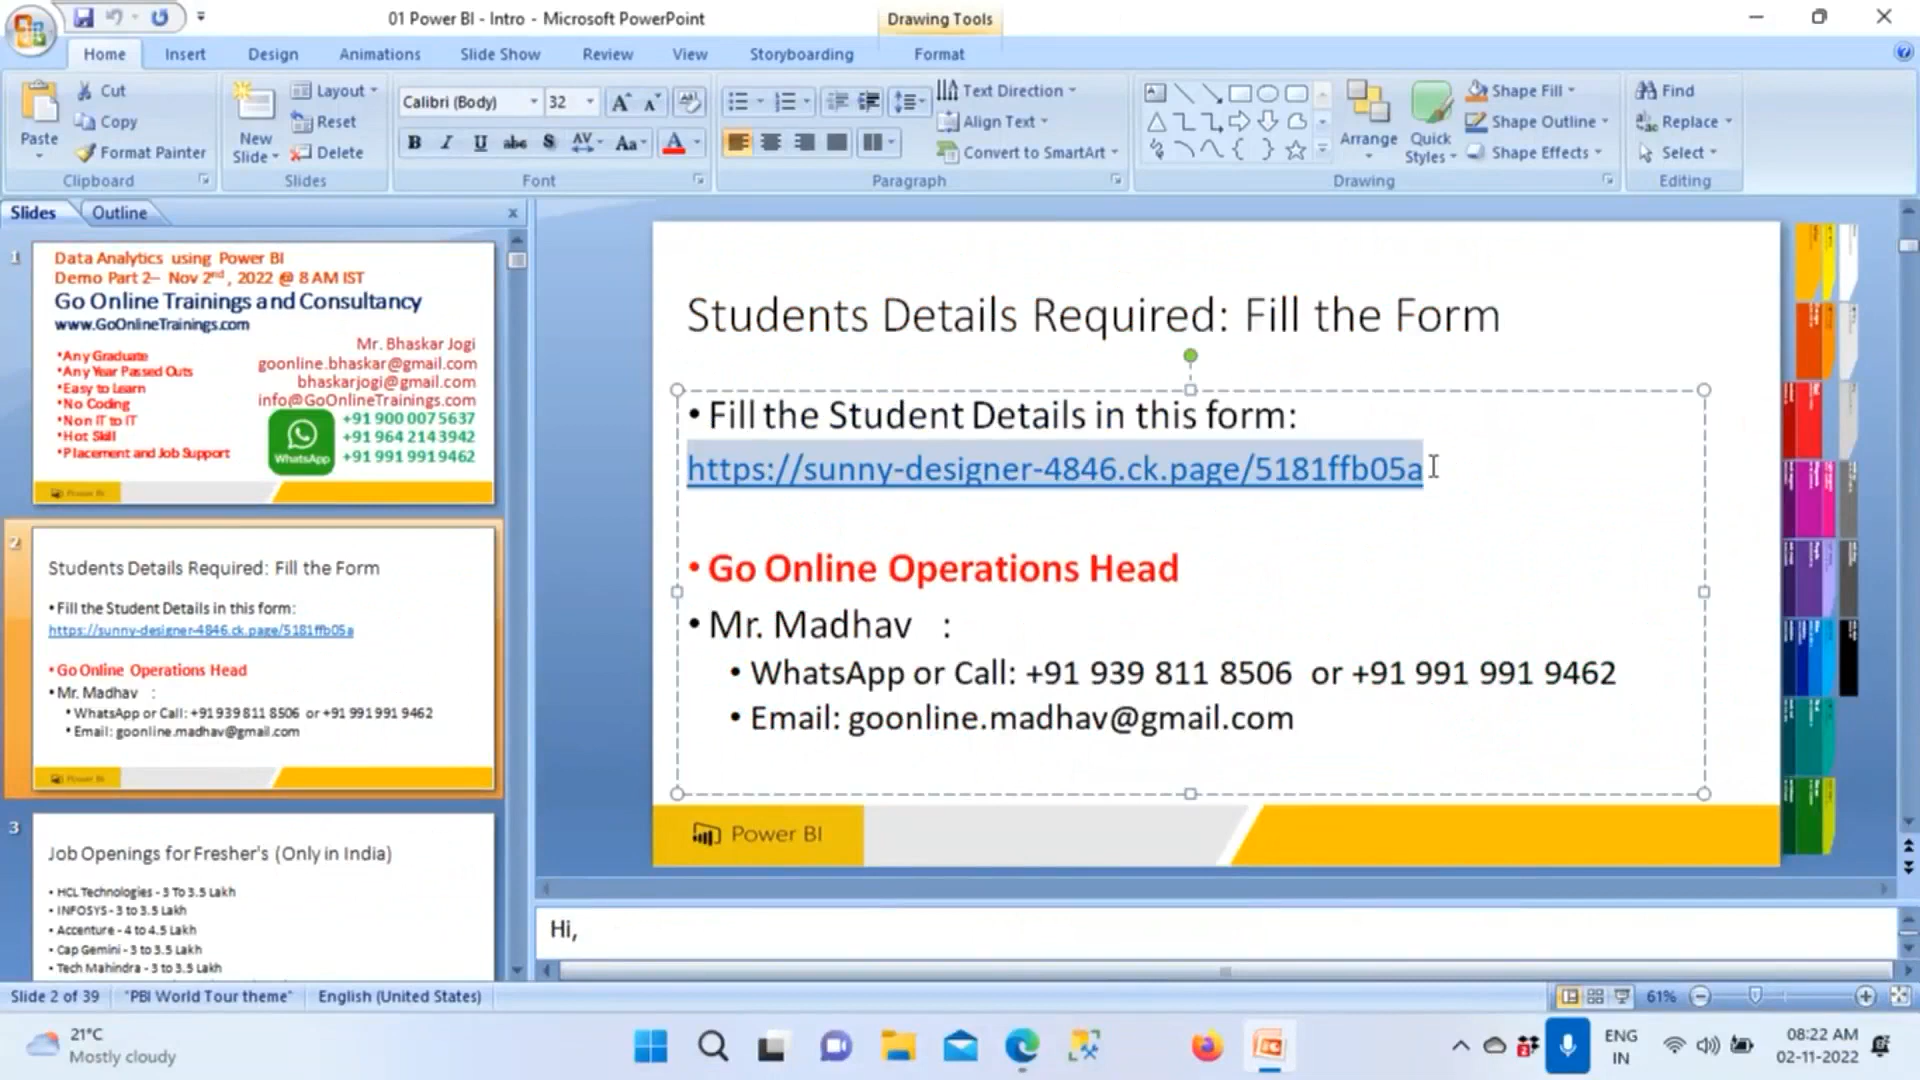 01 Power BI - Intro - Microsoft PowerPoint
Drawing Tools
Home
Insert
Design
Animations
Slide Show
Review
View
Storyboarding
Format
Paste
Cut
Copy
Format Painter
Clipboard
New Slide
Layout
Reset
Delete
Slides
Calibri (Body)
32
Font
Text Direction
Align Text
Convert to SmartArt
Paragraph
Arrange
Quick Styles
Shape Fill
Shape Outline
Shape Effects
Drawing
Find
Replace
Select
Editing
Slides
Outline
1
Data Analytics using Power BI
Demo Part 2– Nov 2nd, 2022 @ 8 AM IST
Go Online Trainings and Consultancy
www.GoOnlineTrainings.com
•Any Graduate
•Any Year Passed Outs
•Easy to Learn
•No Coding
•Non IT to IT
•Hot Skill
•Placement and Job Support
Mr. Bhaskar Jogi
goonline.bhaskar@gmail.com
bhaskarjogi@gmail.com
info@GoOnlineTrainings.com
WhatsApp
+91 900 007 5637
+91 964 214 3942
+91 991 991 9462
Power BI
2
Students Details Required: Fill the Form
• Fill the Student Details in this form:
https://sunny-designer-4846.ck.page/5181ffb05a
• Go Online Operations Head
• Mr. Madhav :
• WhatsApp or Call: +91 939 811 8506 or +91 991 991 9462
• Email: goonline.madhav@gmail.com
Power BI
3
Job Openings for Fresher's (Only in India)
• HCL Technologies - 3 To 3.5 Lakh
• INFOSYS - 3 to 3.5 Lakh
• Accenture - 4 to 4.5 Lakh
• Cap Gemini - 3 to 3.5 Lakh
• Tech Mahindra - 3 to 3.5 Lakh
Students Details Required: Fill the Form
• Fill the Student Details in this form:
https://sunny-designer-4846.ck.page/5181ffb05a
• Go Online Operations Head
• Mr. Madhav :
• WhatsApp or Call: +91 939 811 8506 or +91 991 991 9462
• Email: goonline.madhav@gmail.com
Power BI
Hi,
Slide 2 of 39
"PBI World Tour theme"
English (United States)
61%
21°C
Mostly cloudy
ENG
IN
08:22 AM
02-11-2022